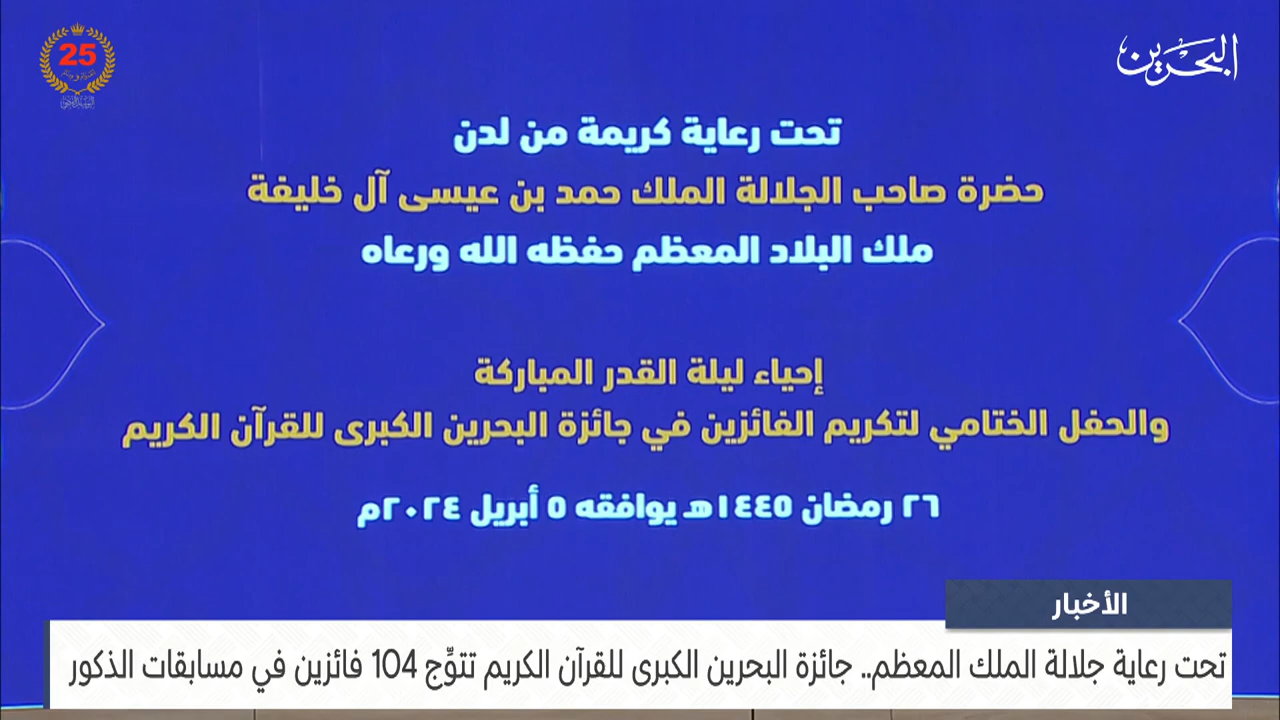 25
البحرين
تحت رعاية كريمة من لدن
حضرة صاحب الجلالة الملك حمد بن عيسى آل خليفة
ملك البلاد المعظم حفظه الله ورعاه
إحياء ليلة القدر المباركة
والحفل الختامي لتكريم الفائزين في جائزة البحرين الكبرى للقرآن الكريم
٢٦ رمضان ١٤٤٥هـ يوافقه ٥ أبريل ٢٠٢٤م
الأخبار
تحت رعاية جلالة الملك المعظم.. جائزة البحرين الكبرى للقرآن الكريم تتوِّج 104 فائزين في مسابقات الذكور